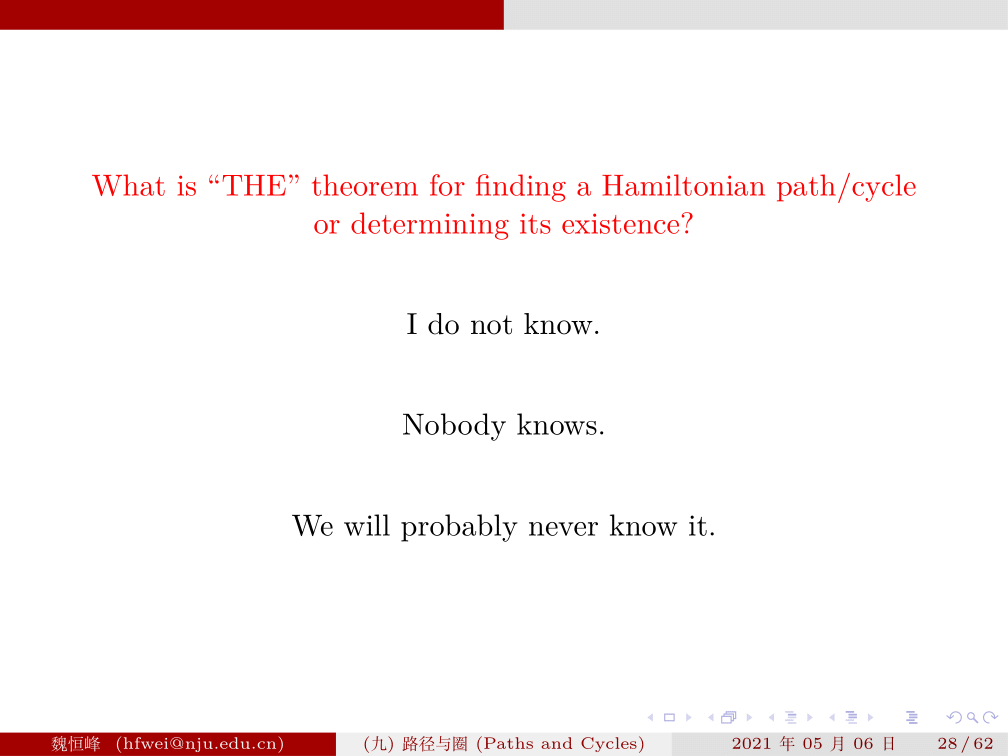 What is “THE” theorem for finding a Hamiltonian path/cycle
or determining its existence?
I do not know.
Nobody knows.
We will probably never know it.
魏恒峰 (hfwei@nju.edu.cn) (九) 路径与圈 (Paths and Cycles) 2021 年 05 月 06 日 28 / 62